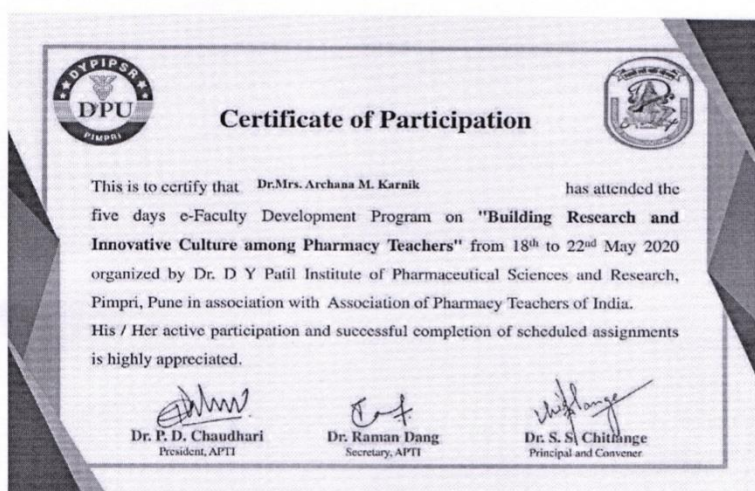 DYPIPSR
DPU
PIMPRI
Certificate of Participation
This is to certify that Dr.Mrs. Archana M. Karnik has attended the
five days e-Faculty Development Program on "Building Research and
Innovative Culture among Pharmacy Teachers" from 18th to 22nd May 2020
organized by Dr. D Y Patil Institute of Pharmaceutical Sciences and Research,
Pimpri, Pune in association with Association of Pharmacy Teachers of India.
His / Her active participation and successful completion of scheduled assignments
is highly appreciated.
Dr. P. D. Chaudhari Dr. Raman Dang Dr. S. S. Chitlange
President, APTI Secretary, APTI Principal and Convener